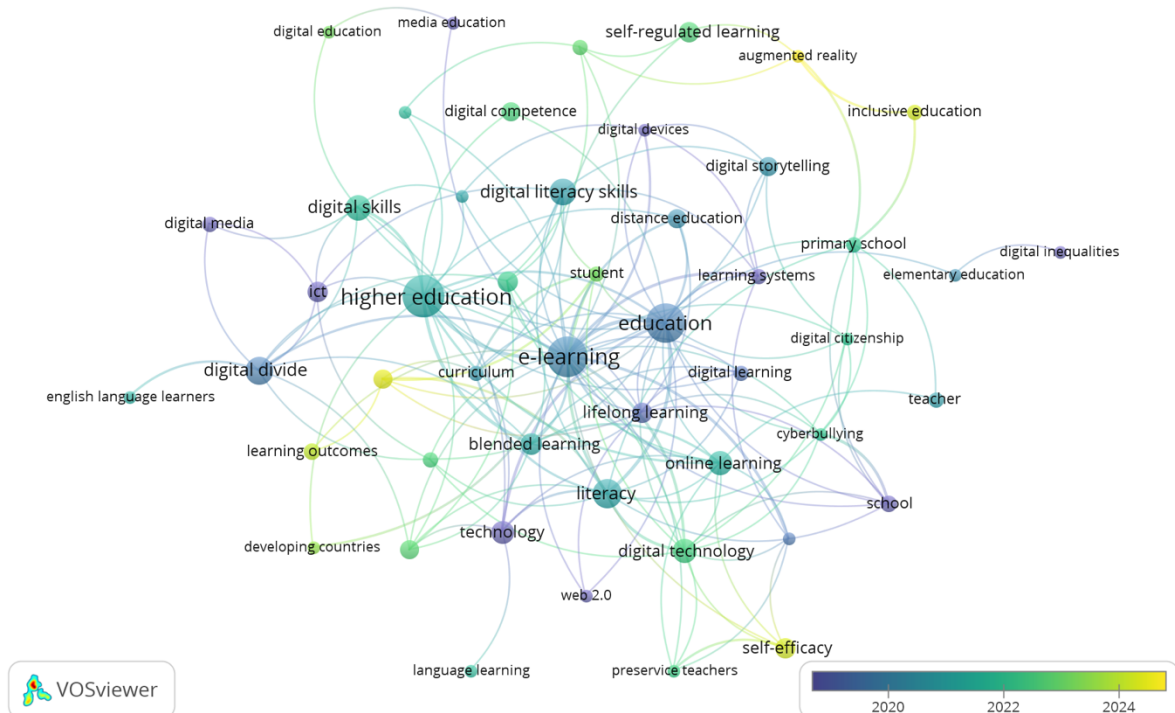 media education
digital education
self-regulated learning
augmented reality
digital competence
inclusive education
digital devices
digital storytelling
digital literacy skills
digital skills
distance education
digital media
primary school
digital inequalities
student
learning systems
elementary education
ict
higher education
education
digital citizenship
e-learning
digital divide
curriculum
digital learning
english language learners
teacher
lifelong learning
cyberbullying
learning outcomes
blended learning
online learning
literacy
school
technology
developing countries
digital technology
web 2.0
self-efficacy
language learning
preservice teachers
VOSviewer
2020
2022
2024